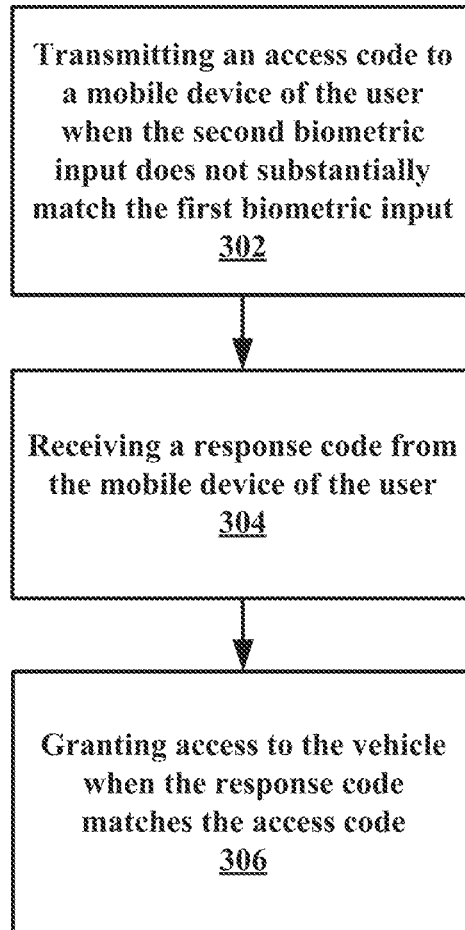 Transmitting an access code to
a mobile device of the user
when the second biometric
input does not substantially
match the first biometric input
302
Receiving a response code from
the mobile device of the user
304
Granting access to the vehicle
when the response code
matches the access code
306